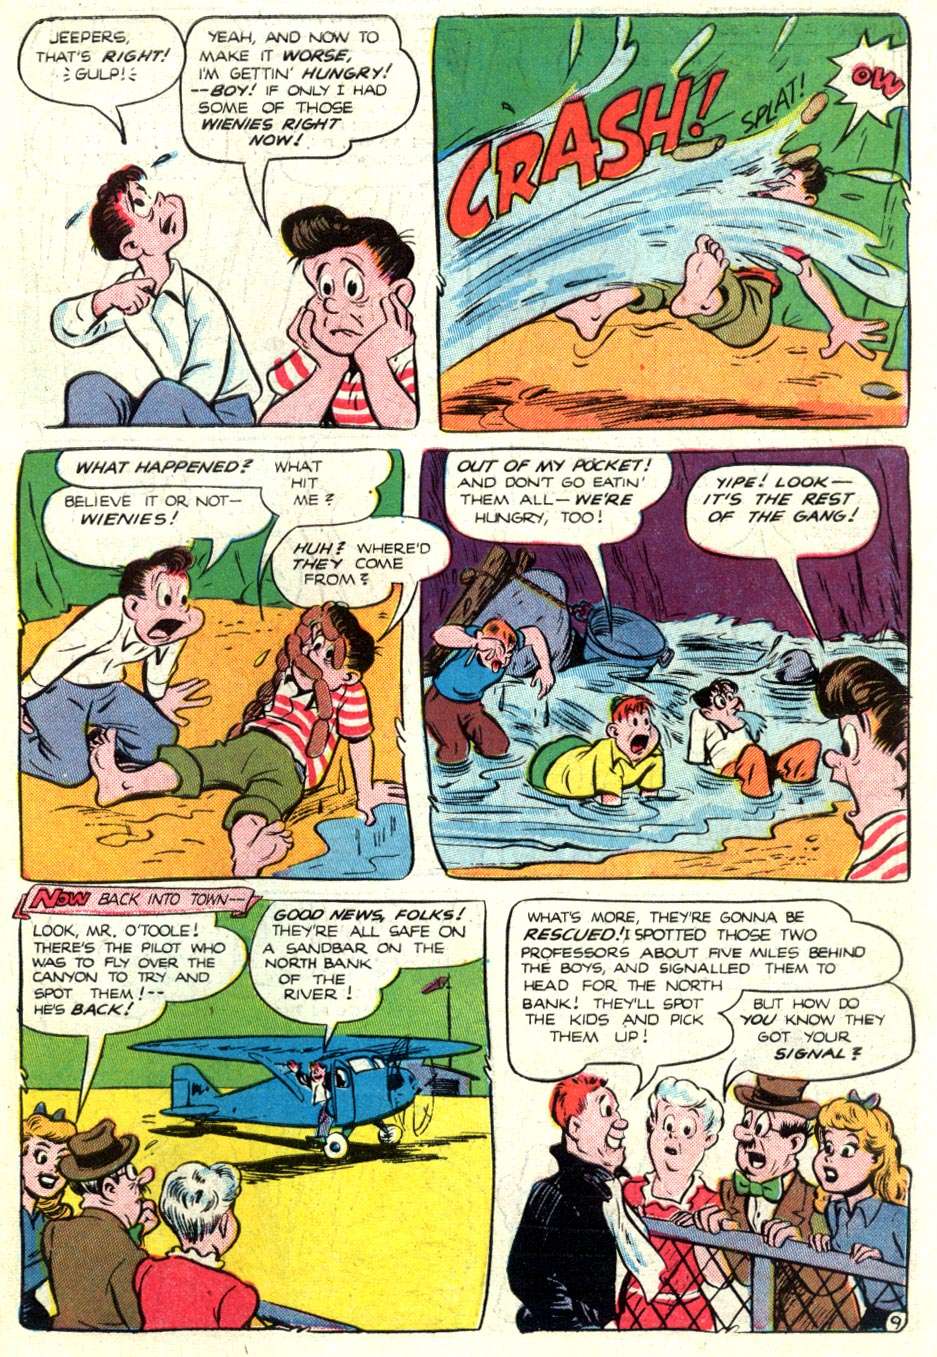 JEEPERS,
THAT'S RIGHT!
GULP!
YEAH, AND NOW TO
MAKE IT WORSE,
I'M GETTIN' HUNGRY!
--BOY! IF ONLY I HAD
SOME OF THOSE
WIENIES RIGHT
NOW!
CRASH!
SPLAT!
OW
WHAT HAPPENED?
WHAT
HIT
ME?
BELIEVE IT OR NOT—
WIENIES!
HUH? WHERE'D
THEY COME
FROM?
OUT OF MY POCKET!
AND DON'T GO EATIN'
THEM ALL—WE'RE
HUNGRY, TOO!
YIPE! LOOK—
IT'S THE REST
OF THE GANG!
NOW BACK INTO TOWN--
LOOK, MR. O'TOOLE!
THERE'S THE PILOT WHO
WAS TO FLY OVER THE
CANYON TO TRY AND
SPOT THEM!--
HE'S BACK!
GOOD NEWS, FOLKS!
THEY'RE ALL SAFE ON
A SANDBAR ON THE
NORTH BANK
OF THE
RIVER!
WHAT'S MORE, THEY'RE GONNA BE
RESCUED! I SPOTTED THOSE TWO
PROFESSORS ABOUT FIVE MILES BEHIND
THE BOYS, AND SIGNALLED THEM TO
HEAD FOR THE NORTH
BANK! THEY'LL SPOT
THE KIDS AND PICK
THEM UP!
BUT HOW DO
YOU KNOW THEY
GOT YOUR
SIGNAL?
9